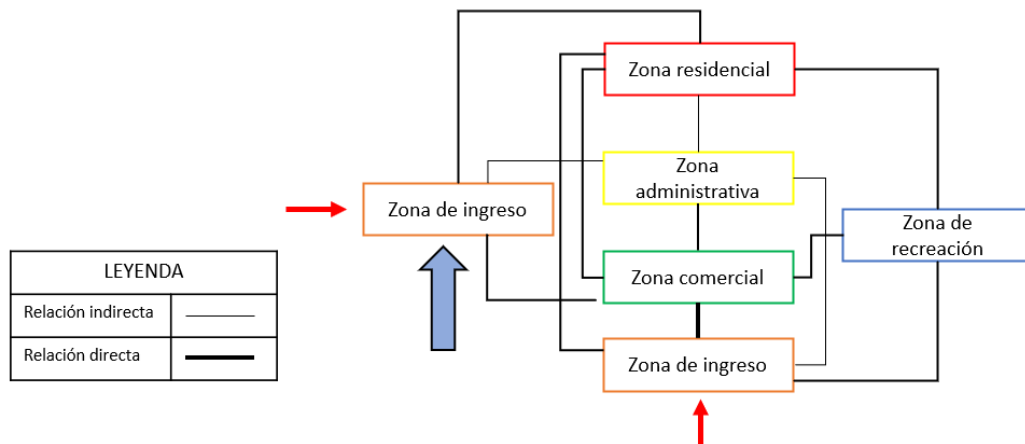 Zona residencial
Zona
administrativa
Zona de ingreso
Zona de
recreación
Zona comercial
Zona de ingreso
LEYENDA
Relación indirecta
Relación directa